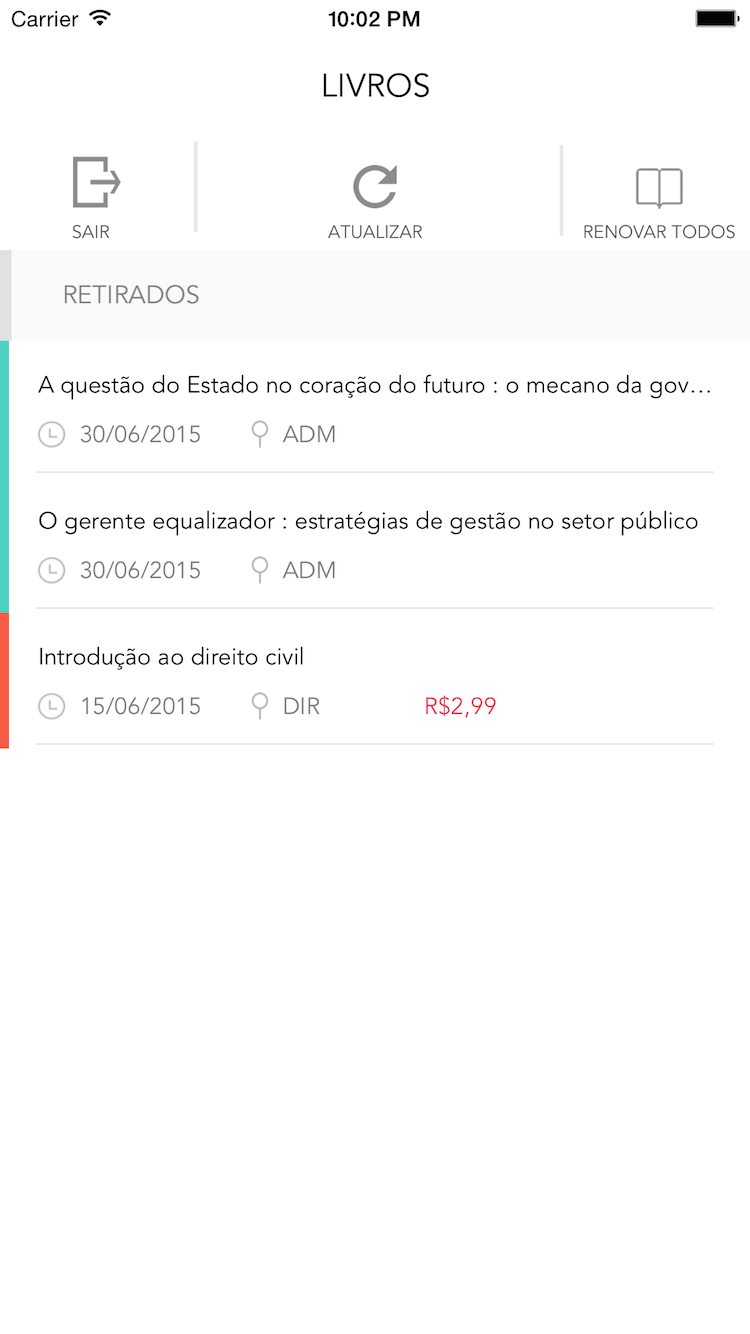 Carrier 10:02 PM
LIVROS
SAIR ATUALIZAR RENOVAR TODOS
RETIRADOS
A questão do Estado no coração do futuro : o mecano da gov...
30/06/2015 ADM
O gerente equalizador : estratégias de gestão no setor público
30/06/2015 ADM
Introdução ao direito civil
15/06/2015 DIR R$2,99